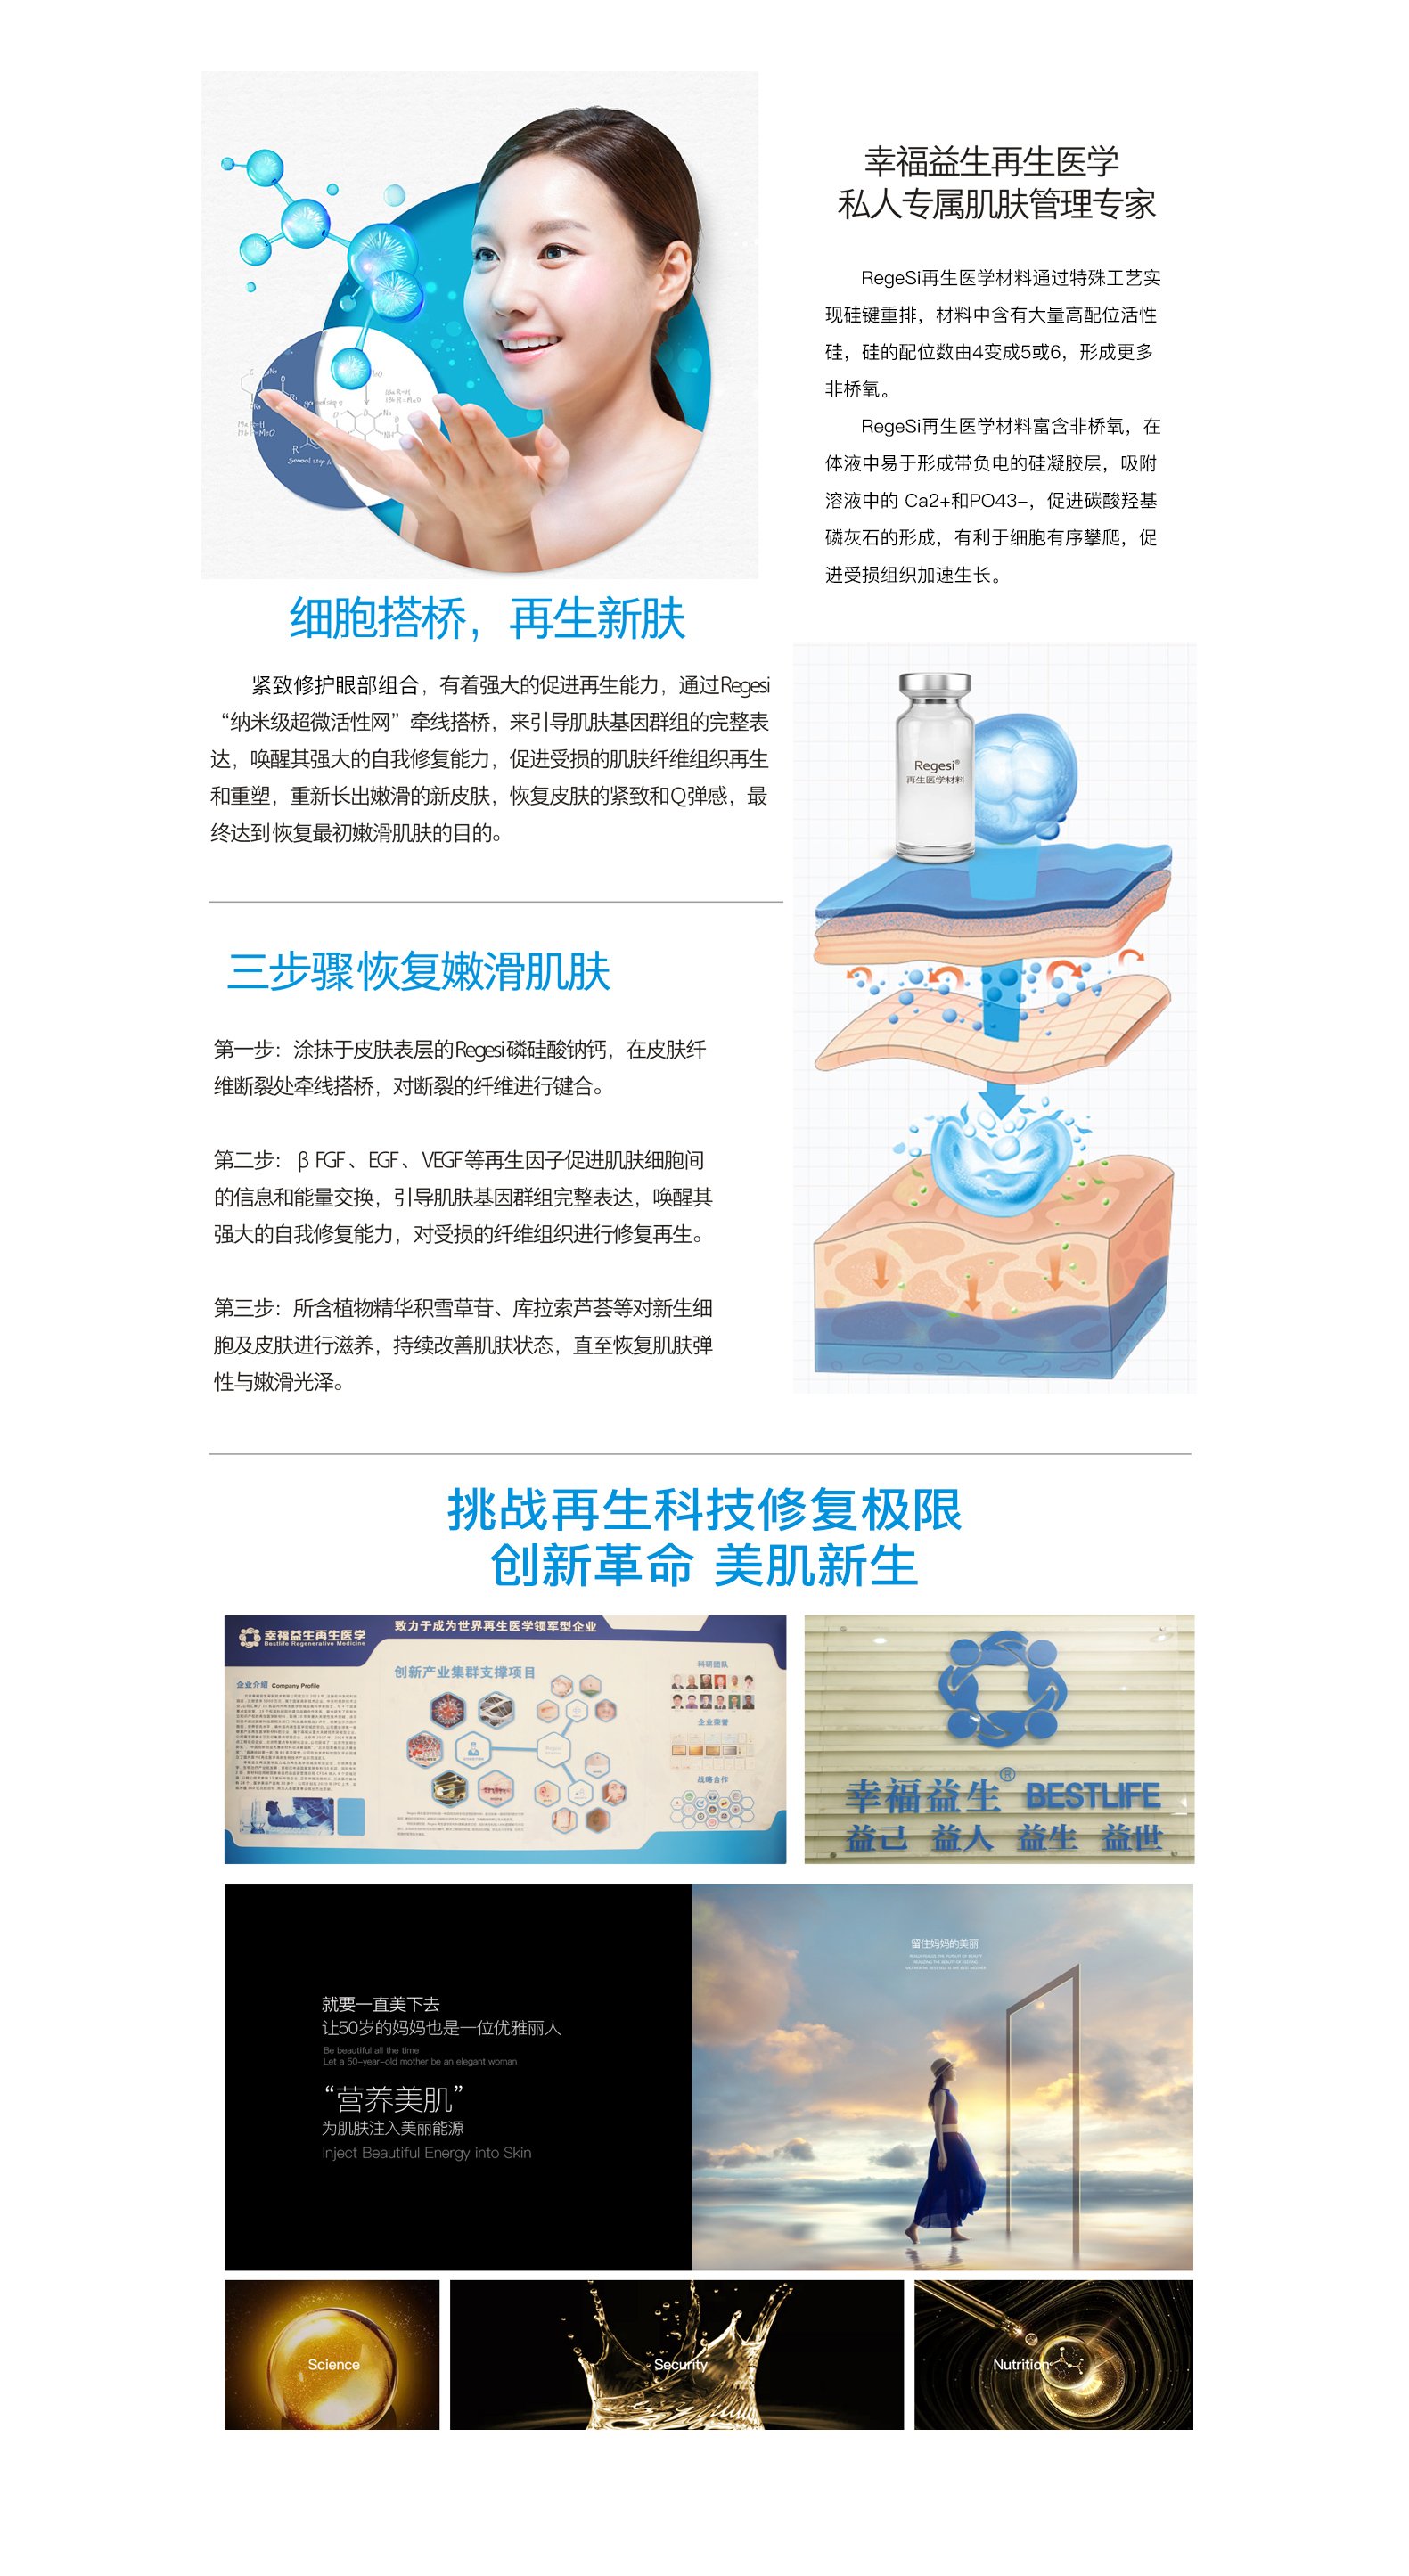 幸福益生再生医学
私人专属肌肤管理专家
RegeSi再生医学材料通过特殊工艺实
现硅键重排，材料中含有大量高配位活性
硅，硅的配位数由4变成5或6，形成更多
非桥氧。
RegeSi再生医学材料富含非桥氧，在
体液中易于形成带负电的硅凝胶层，吸附
溶液中的 Ca2+和PO43-，促进碳酸羟基
磷灰石的形成，有利于细胞有序攀爬，促
进受损组织加速生长。
细胞搭桥，再生新肤
紧致修护眼部组合，有着强大的促进再生能力，通过Regesi
“纳米级超微活性网”牵线搭桥，来引导肌肤基因群组的完整表
达，唤醒其强大的自我修复能力，促进受损的肌肤纤维组织再生
和重塑，重新长出嫩滑的新皮肤，恢复皮肤的紧致和Q弹感，最
终达到恢复最初嫩滑肌肤的目的。
Regesi®
再生医学材料
三步骤恢复嫩滑肌肤
第一步：涂抹于皮肤表层的Regesi磷硅酸钠钙，在皮肤纤
维断裂处牵线搭桥，对断裂的纤维进行键合。
第二步：β FGF、EGF、VEGF等再生因子促进肌肤细胞间
的信息和能量交换，引导肌肤基因群组完整表达，唤醒其
强大的自我修复能力，对受损的纤维组织进行修复再生。
第三步：所含植物精华积雪草苷、库拉索芦荟等对新生细
胞及皮肤进行滋养，持续改善肌肤状态，直至恢复肌肤弹
性与嫩滑光泽。
挑战再生科技修复极限
创新革命 美肌新生
幸福益生再生医学
Bestlife Regenerative Medicine
致力于成为世界再生医学领军型企业
企业介绍 Company Profile
创新产业集群支撑项目
科研团队
企业荣誉
战略合作
幸福益生® BESTLIFE
益己 益人 益生 益世
就要一直美下去
让50岁的妈妈也是一位优雅丽人
Be beautiful all the time
Let a 50-year-old mother be an elegant woman
“营养美肌”
为肌肤注入美丽能源
Inject Beautiful Energy into Skin
留住妈妈的美丽
Science
Security
Nutrition